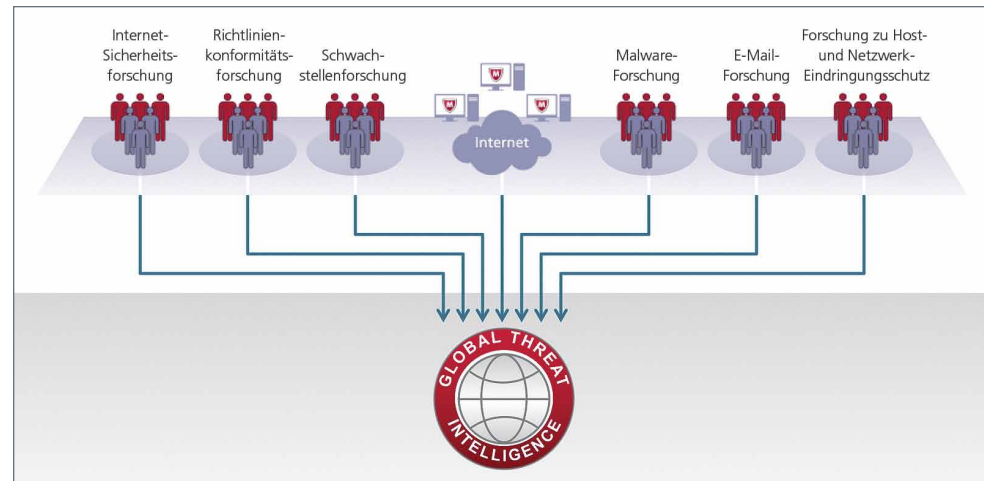 Internet-
Sicherheits-
forschung
Richtlinien-
konformitäts-
forschung
Schwach-
stellenforschung
Internet
Malware-
Forschung
E-Mail-
Forschung
Forschung zu Host-
und Netzwerk-
Eindringungsschutz
GLOBAL THREAT
INTELLIGENCE